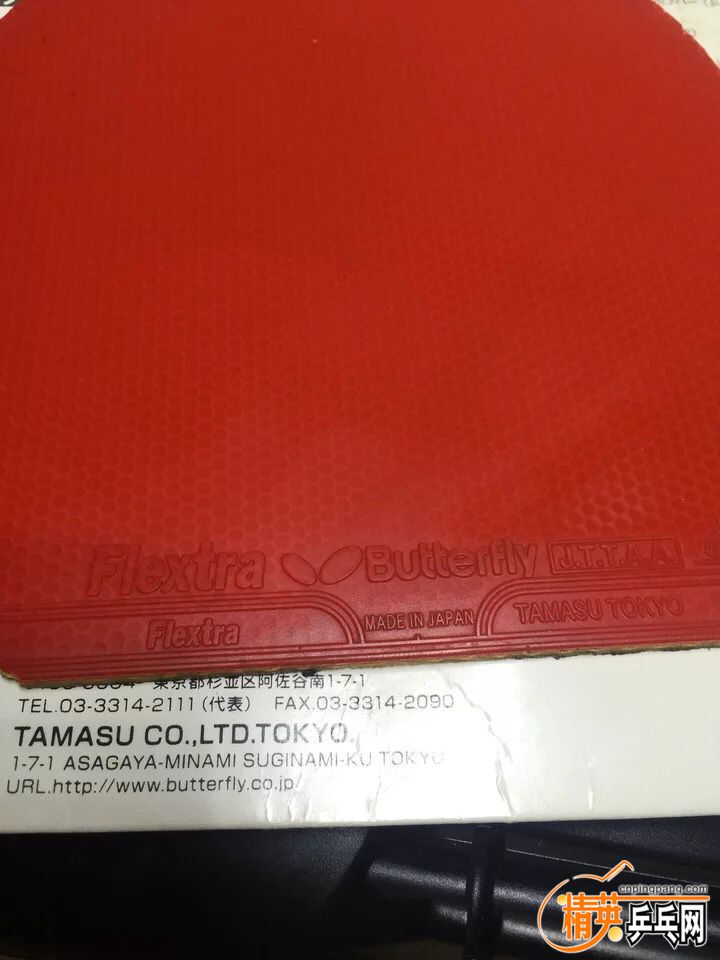 Flextra Butterfly J.T.T.A.A.
Flextra MADE IN JAPAN TAMASU TOKYO
東京都杉並区阿佐谷南1-7-1
TEL.03-3314-2111(代表) FAX.03-3314-2090
TAMASU CO.,LTD.TOKYO.
1-7-1 ASAGAYA-MINAMI SUGINAMI-KU TOKYO
URL.http://www.butterfly.co.jp
cnpingpang.com
精英乒乓网